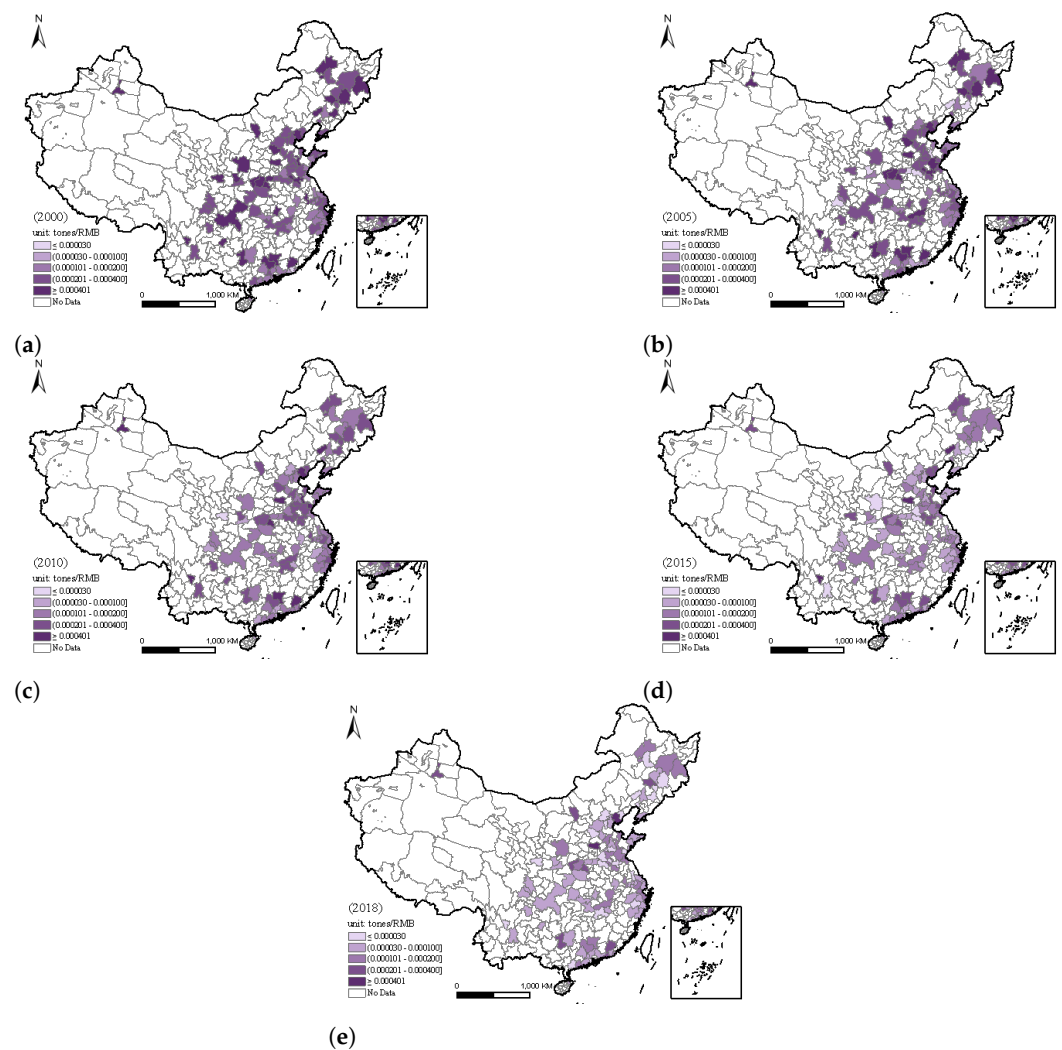 N
(2000)
unit: tones/RMB
≤ 0.000030
(0.000030 - 0.000100]
(0.000101 - 0.000200]
(0.000201 - 0.000400]
≥ 0.000401
No Data
0 1,000 KM
(a)
N
(2005)
unit: tones/RMB
≤ 0.000030
(0.000030 - 0.000100]
(0.000101 - 0.000200]
(0.000201 - 0.000400]
≥ 0.000401
No Data
0 1,000 KM
(b)
N
(2010)
unit: tones/RMB
≤ 0.000030
(0.000030 - 0.000100]
(0.000101 - 0.000200]
(0.000201 - 0.000400]
≥ 0.000401
No Data
0 1,000 KM
(c)
N
(2015)
unit: tones/RMB
≤ 0.000030
(0.000030 - 0.000100]
(0.000101 - 0.000200]
(0.000201 - 0.000400]
≥ 0.000401
No Data
0 1,000 KM
(d)
N
(2018)
unit: tones/RMB
≤ 0.000030
(0.000030 - 0.000100]
(0.000101 - 0.000200]
(0.000201 - 0.000400]
≥ 0.000401
No Data
0 1,000 KM
(e)